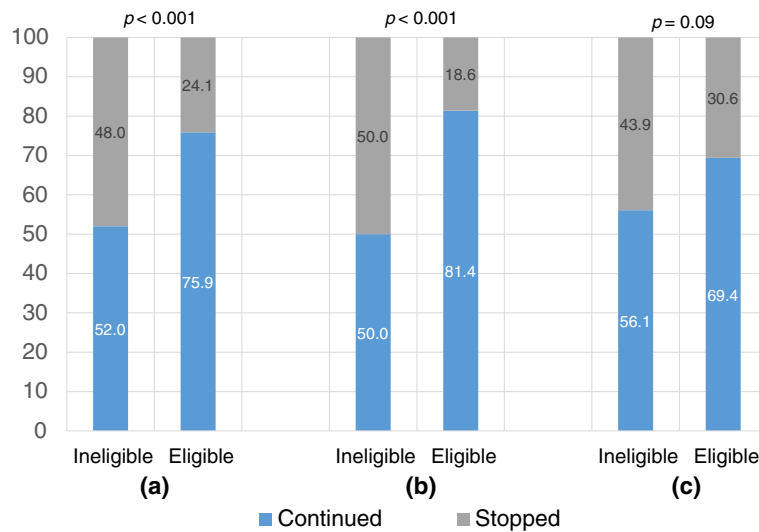 p < 0.001 p < 0.001 p = 0.09
100
90
80
70
60
50
40
30
20
10
0
48.0 24.1 50.0 18.6 43.9 30.6
52.0 75.9 50.0 81.4 56.1 69.4
Ineligible Eligible Ineligible Eligible Ineligible Eligible
(a) (b) (c)
Continued Stopped